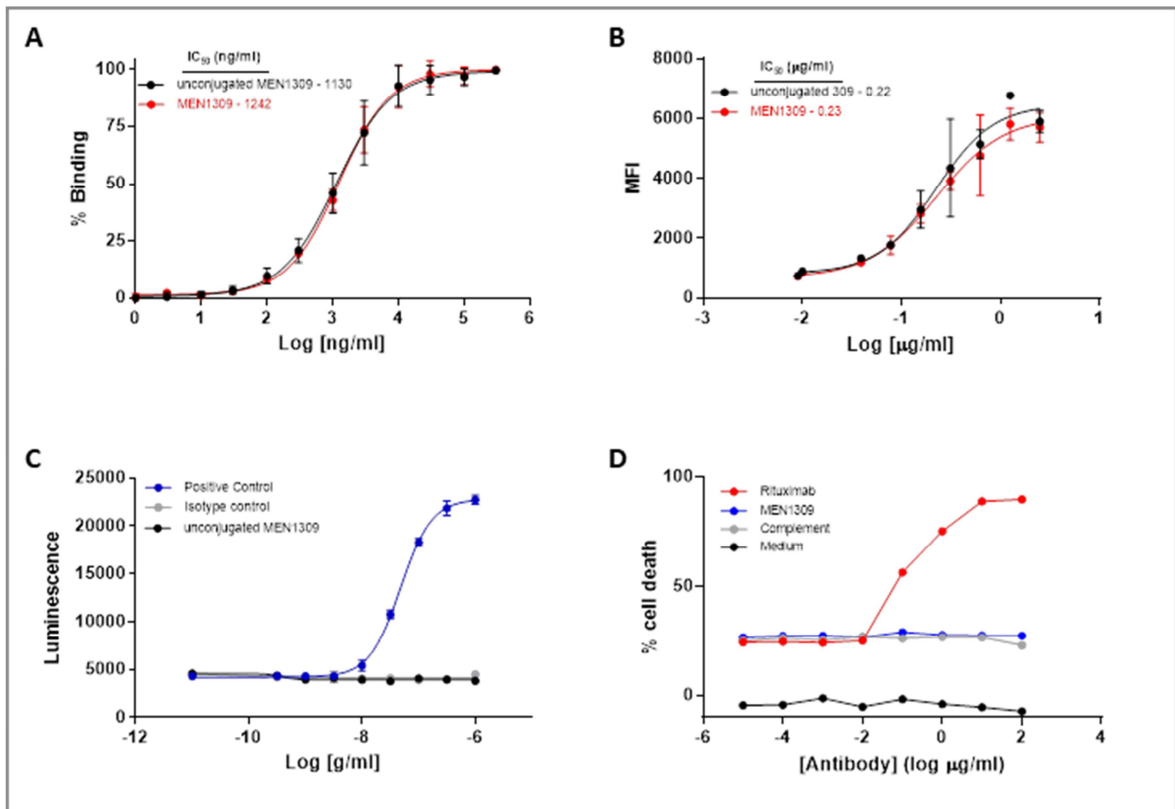 A
IC50 (ng/ml)
unconjugated MEN1309 - 1130
MEN1309 - 1242
100
75
50
25
0
% Binding
0 1 2 3 4 5 6
Log [ng/ml]
B
IC50 (μg/ml)
unconjugated 309 - 0.22
MEN1309 - 0.23
8000
6000
4000
2000
0
MFI
-3 -2 -1 0 1
Log [μg/ml]
C
Positive Control
Isotype control
unconjugated MEN1309
25000
20000
15000
10000
5000
0
Luminescence
-12 -10 -8 -6
Log [g/ml]
D
Rituximab
MEN1309
Complement
Medium
100
50
0
% cell death
-6 -4 -2 0 2 4
[Antibody] (log μg/ml)